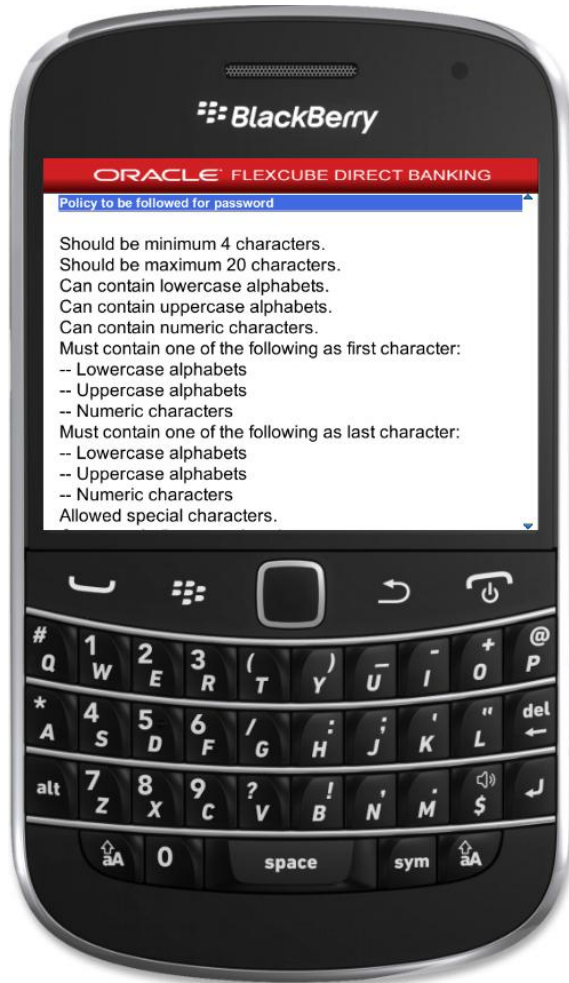 BlackBerry
ORACLE FLEXCUBE DIRECT BANKING
Policy to be followed for password
Should be minimum 4 characters.
Should be maximum 20 characters.
Can contain lowercase alphabets.
Can contain uppercase alphabets.
Can contain numeric characters.
Must contain one of the following as first character:
-- Lowercase alphabets
-- Uppercase alphabets
-- Numeric characters
Must contain one of the following as last character:
-- Lowercase alphabets
-- Uppercase alphabets
-- Numeric characters
Allowed special characters.
# 1 2 3 ( ) _ - + @
Q W E R T Y U I O P
* 4 5 6 / : ; ' " del
A S D F G H J K L
alt 7 8 9 ? ! , . $
Z X C V B N M
aA 0 space sym aA